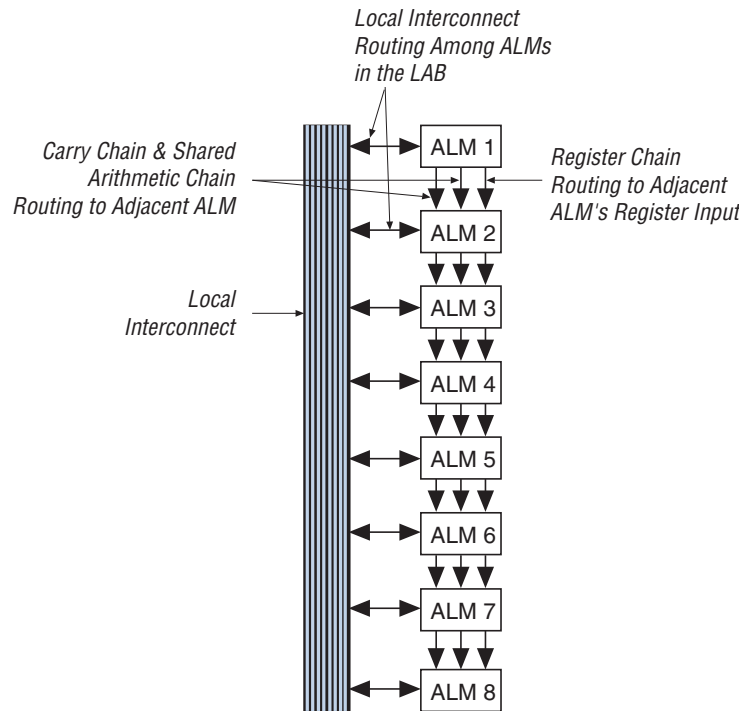 Local Interconnect
Routing Among ALMs
in the LAB
Carry Chain & Shared
Arithmetic Chain
Routing to Adjacent ALM
Register Chain
Routing to Adjacent
ALM's Register Input
Local
Interconnect
ALM 1
ALM 2
ALM 3
ALM 4
ALM 5
ALM 6
ALM 7
ALM 8